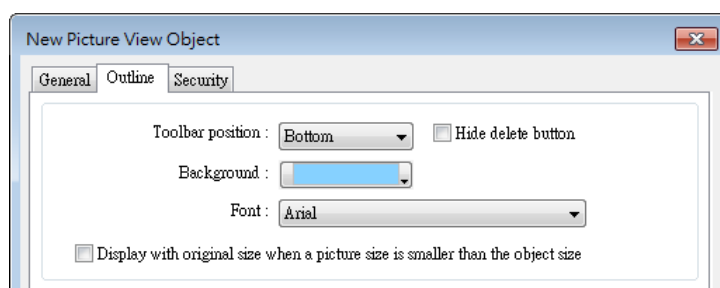 New Picture View Object
General Outline Security
Toolbar position : Bottom Hide delete button
Background :
Font : Arial
Display with original size when a picture size is smaller than the object size